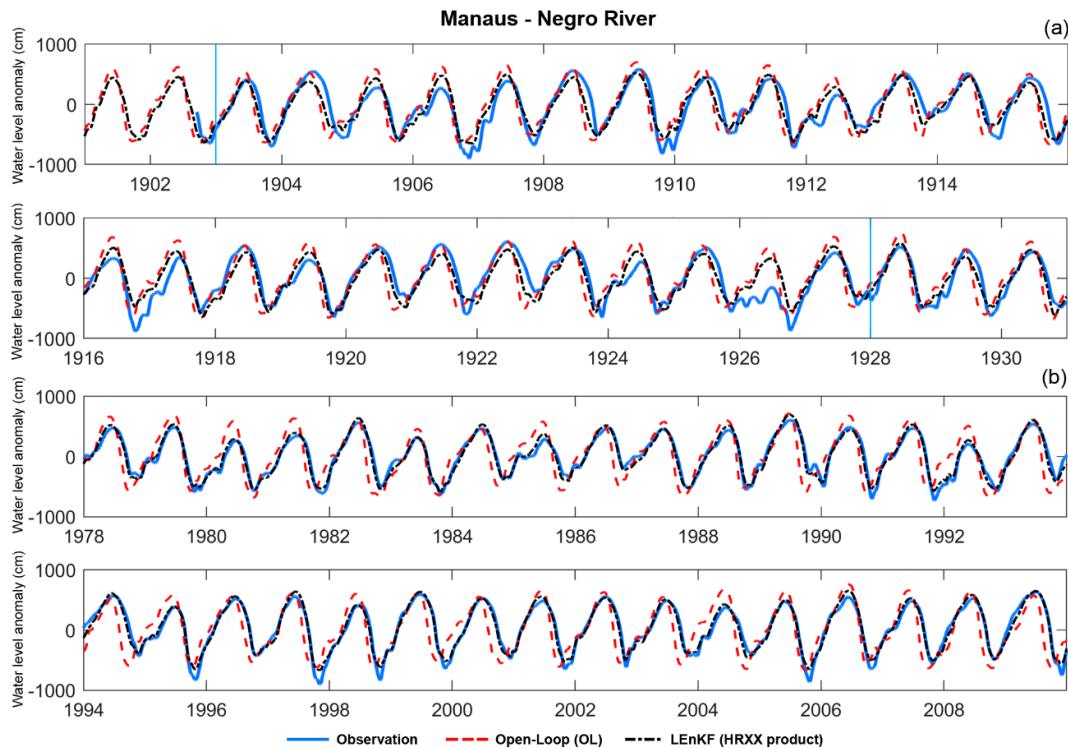 Manaus - Negro River
(a)
Water level anomaly (cm)
1000
0
-1000
1902 1904 1906 1908 1910 1912 1914
Water level anomaly (cm)
1000
0
-1000
1916 1918 1920 1922 1924 1926 1928 1930
(b)
Water level anomaly (cm)
1000
0
-1000
1978 1980 1982 1984 1986 1988 1990 1992
Water level anomaly (cm)
1000
0
-1000
1994 1996 1998 2000 2002 2004 2006 2008
Observation Open-Loop (OL) LEnKF (HRXX product)